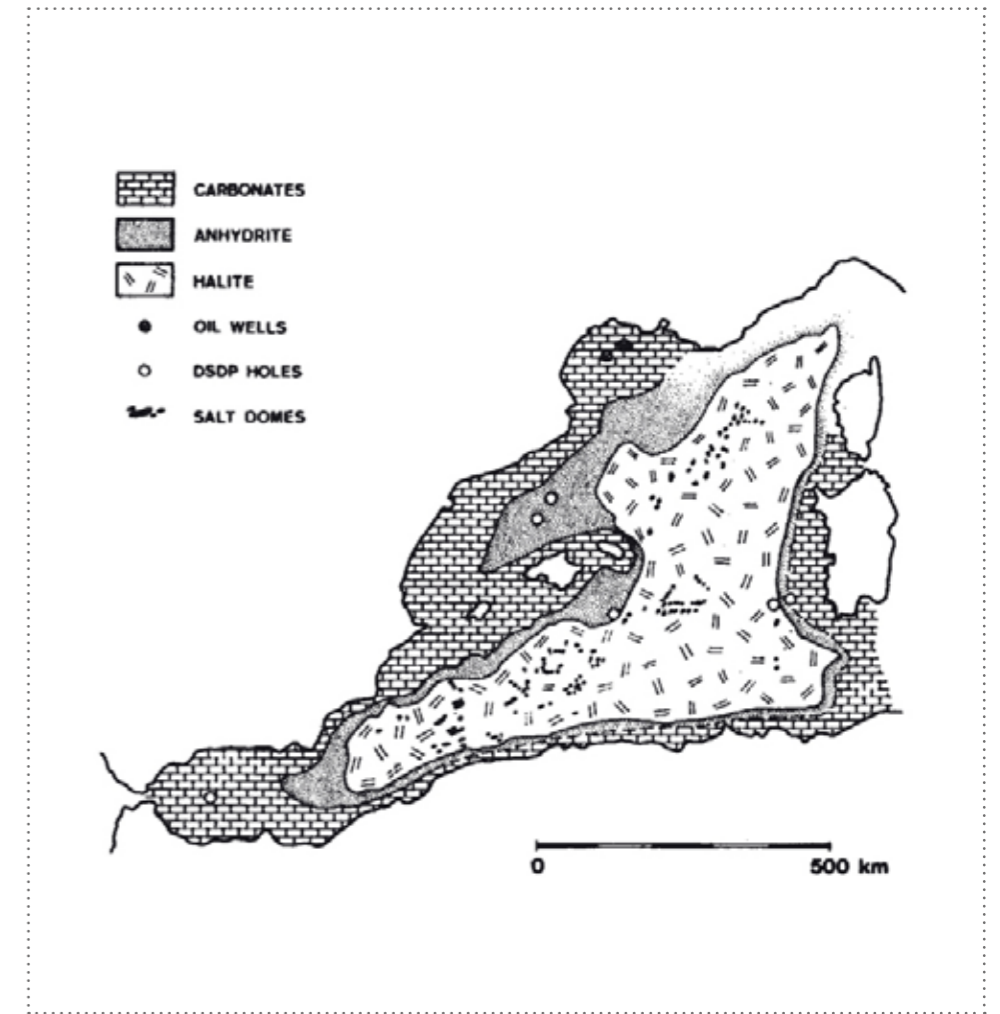 CARBONATES
ANHYDRITE
HALITE
OIL WELLS
DSDP HOLES
SALT DOMES
0 500 km